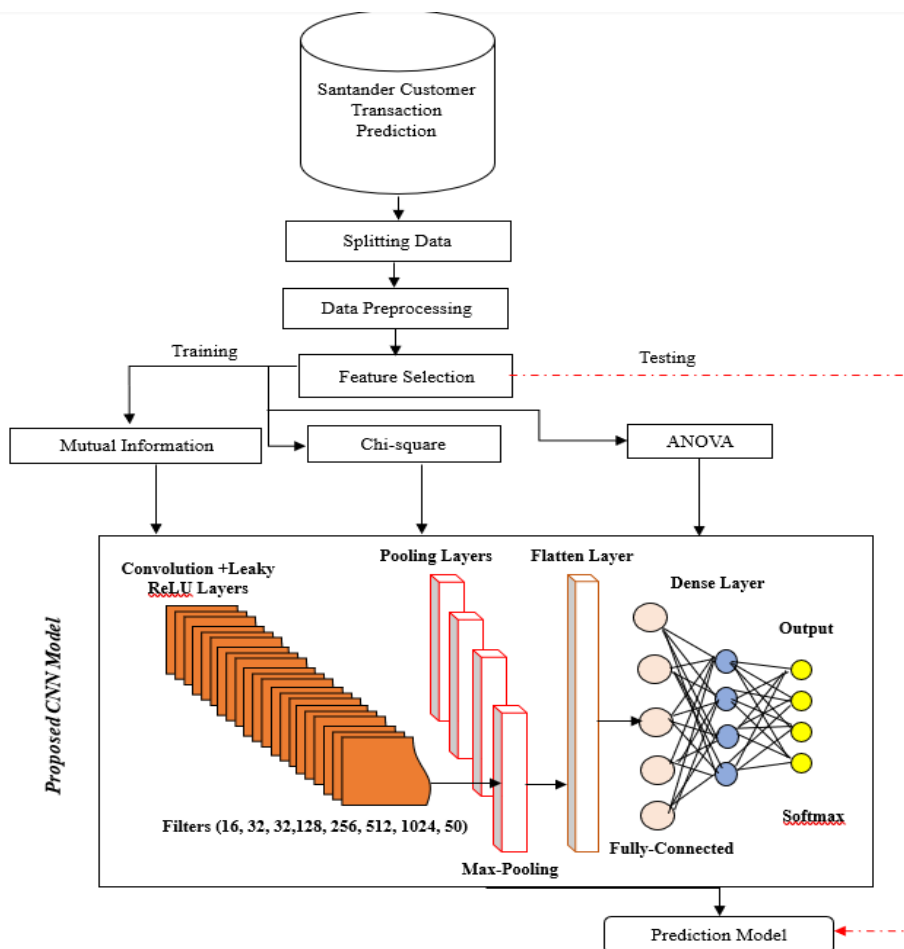 Santander Customer
Transaction
Prediction
Splitting Data
Data Preprocessing
Training
Testing
Feature Selection
Mutual Information
Chi-square
ANOVA
Proposed CNN Model
Convolution +Leaky
ReLU Layers
Pooling Layers
Flatten Layer
Dense Layer
Output
Filters (16, 32, 32,128, 256, 512, 1024, 50)
Max-Pooling
Fully-Connected
Softmax
Prediction Model